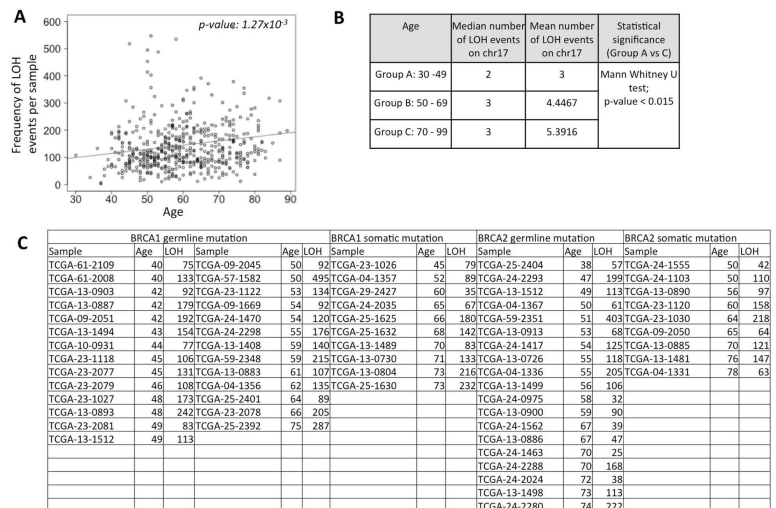 A
p-value: 1.27x10-3
Frequency of LOH
events per sample
600
500
400
300
200
100
0
30 40 50 60 70 80 90
Age
B
Age Median number of LOH events on chr17 Mean number of LOH events on chr17 Statistical significance (Group A vs C)
Group A: 30 -49 2 3 Mann Whitney U test; p-value < 0.015
Group B: 50 - 69 3 4.4467
Group C: 70 - 99 3 5.3916
C
BRCA1 germline mutation BRCA1 somatic mutation BRCA2 germline mutation BRCA2 somatic mutation
Sample Age LOH Sample Age LOH Sample Age LOH Sample Age LOH Sample Age LOH
TCGA-61-2109 40 75 TCGA-09-2045 50 92 TCGA-23-1026 45 79 TCGA-25-2404 38 57 TCGA-24-1555 50 42
TCGA-61-2008 40 133 TCGA-57-1582 50 495 TCGA-04-1357 52 89 TCGA-24-2293 47 199 TCGA-24-1103 50 110
TCGA-13-0903 42 92 TCGA-23-1122 53 134 TCGA-29-2427 60 35 TCGA-13-1512 49 113 TCGA-13-0890 56 97
TCGA-13-0887 42 179 TCGA-09-1669 54 92 TCGA-24-2035 65 67 TCGA-04-1367 50 61 TCGA-23-1120 60 158
TCGA-09-2051 42 192 TCGA-24-1470 54 120 TCGA-25-1625 66 180 TCGA-59-2351 51 403 TCGA-23-1030 64 218
TCGA-13-1494 43 154 TCGA-24-2298 55 176 TCGA-25-1632 68 142 TCGA-13-0913 53 68 TCGA-09-2050 65 64
TCGA-10-0931 44 77 TCGA-13-1408 59 140 TCGA-13-1489 70 83 TCGA-24-1417 54 125 TCGA-13-0885 70 121
TCGA-23-1118 45 106 TCGA-59-2348 59 215 TCGA-13-0730 71 133 TCGA-13-0726 55 118 TCGA-13-1481 76 147
TCGA-23-2077 45 131 TCGA-13-0883 61 107 TCGA-13-0804 73 216 TCGA-04-1336 55 205 TCGA-04-1331 78 63
TCGA-23-2079 46 108 TCGA-04-1356 62 135 TCGA-25-1630 73 232 TCGA-13-1499 56 106
TCGA-23-1027 48 173 TCGA-25-2401 64 89 TCGA-24-0975 58 32
TCGA-13-0893 48 242 TCGA-23-2078 66 205 TCGA-13-0900 59 90
TCGA-23-2081 49 83 TCGA-25-2392 75 287 TCGA-24-1562 67 39
TCGA-13-1512 49 113 TCGA-13-0886 67 47
TCGA-24-1463 70 25
TCGA-24-2288 70 168
TCGA-24-2024 72 38
TCGA-13-1498 73 113
TCGA-24-2280 74 222